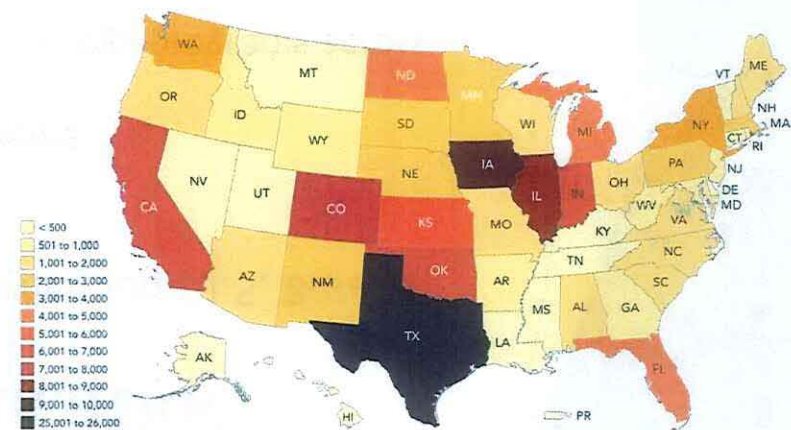 WA
MT
ND
MN
ME
VT
OR
ID
SD
WI
MI
NY
NH
MA
WY
CT
RI
IA
PA
NJ
NE
NV
OH
DE
UT
IL
IN
MD
CA
CO
WV
VA
KS
MO
KY
NC
TN
OK
AR
SC
AZ
NM
MS
AL
GA
TX
LA
FL
AK
HI
PR
< 500
501 to 1,000
1,001 to 2,000
2,001 to 3,000
3,001 to 4,000
4,001 to 5,000
5,001 to 6,000
6,001 to 7,000
7,001 to 8,000
8,001 to 9,000
9,001 to 10,000
25,001 to 26,000